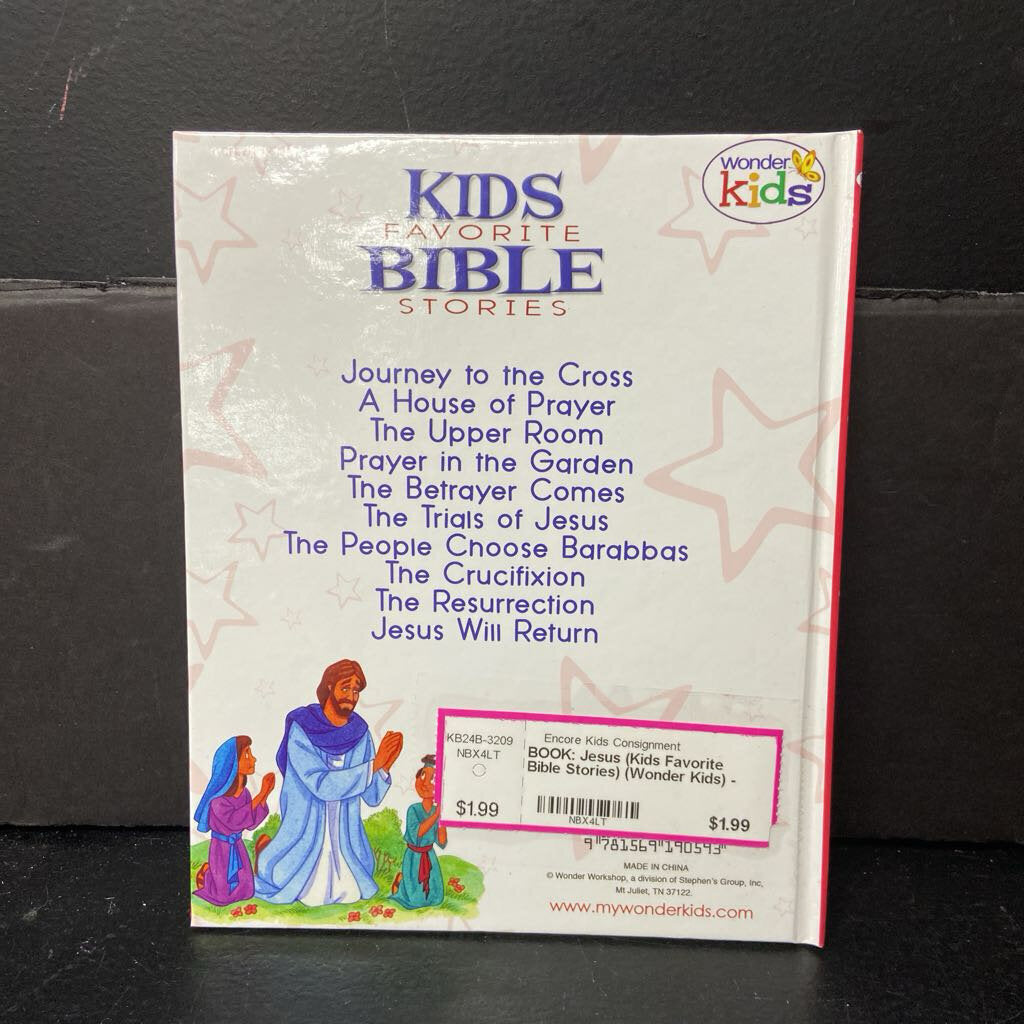 Wonder
kids
KIDS
FAVORITE
BIBLE
STORIES
Journey to the Cross
A House of Prayer
The Upper Room
Prayer in the Garden
The Betrayer Comes
The Trials of Jesus
The People Choose Barabbas
The Crucifixion
The Resurrection
Jesus Will Return
KB24B-3209
NBX4LT
$1.99
Encore Kids Consignment
BOOK: Jesus (Kids Favorite
Bible Stories) (Wonder Kids) -
NBX4LT
$1.99
9 781569 190593
MADE IN CHINA
© Wonder Workshop, a division of Stephen's Group, Inc,
Mt Juliet, TN 37122.
www.mywonderkids.com